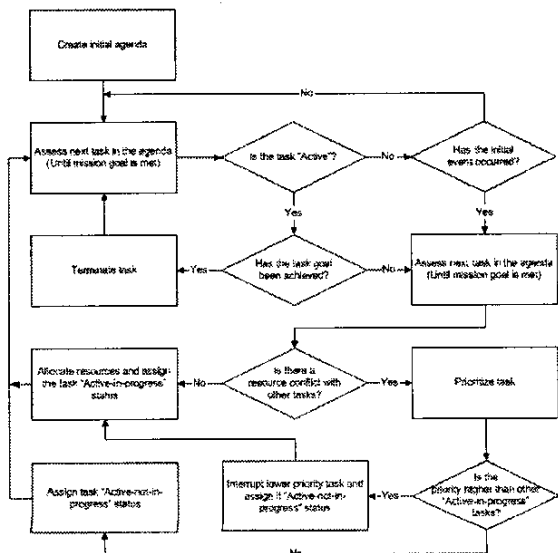 Create initial agenda
No
Assess next task in the agenda
(Until mission goal is met)
Is the task "Active"?
No
Has the initial
event occurred?
Yes
Yes
Terminate task
Yes
Has the task goal
been achieved?
No
Assess next task in the agenda
(Until mission goal is met)
Allocate resources and assign
the task "Active-in-progress"
status
No
Is there a
resource conflict with
other tasks?
Yes
Prioritize task
Assign task "Active-not-in-
progress" status
Interrupt lower priority task and
assign it "Active-not-in-
progress" status
Yes
Is the
priority higher than other
"Active-in-progress"
tasks?
No